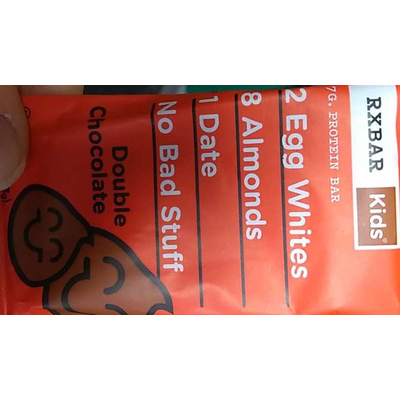 RXBAR Kids®
7G. PROTEIN BAR
2 Egg Whites
8 Almonds
1 Date
No Bad Stuff
Double
Chocolate